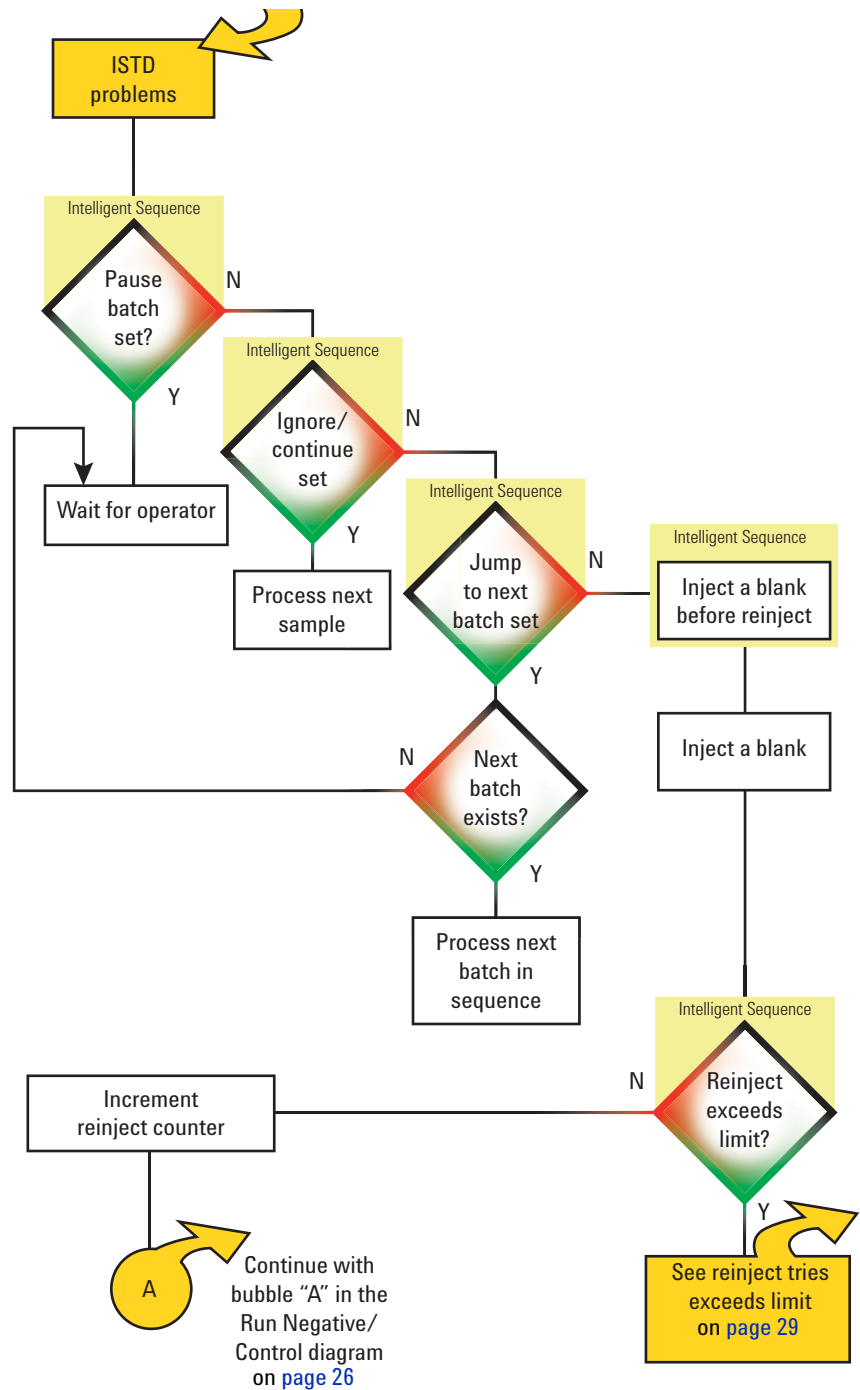 ISTD
problems
Intelligent Sequence
Pause
batch
set?
N
Y
Wait for operator
Intelligent Sequence
Ignore/
continue
set
N
Y
Process next
sample
Intelligent Sequence
Jump
to next
batch set
N
Y
Intelligent Sequence
Inject a blank
before reinject
Inject a blank
N
Next
batch
exists?
Y
Process next
batch in
sequence
Intelligent Sequence
N
Reinject
exceeds
limit?
Y
Increment
reinject counter
A
Continue with
bubble “A” in the
Run Negative/
Control diagram
on page 26
See reinject tries
exceeds limit
on page 29